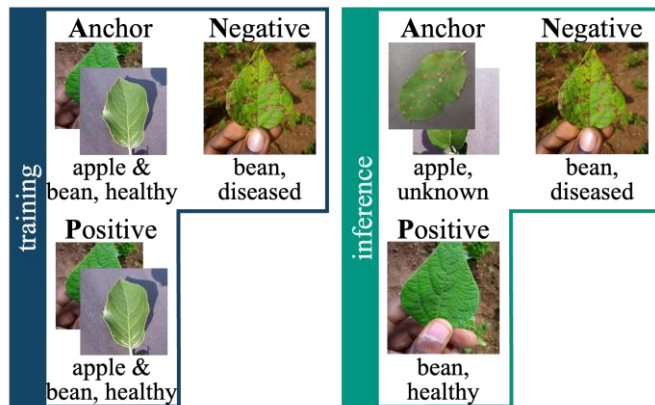 training
Anchor
Negative
apple &
bean, healthy
bean,
diseased
Positive
apple &
bean, healthy
inference
Anchor
Negative
apple,
unknown
bean,
diseased
Positive
bean,
healthy